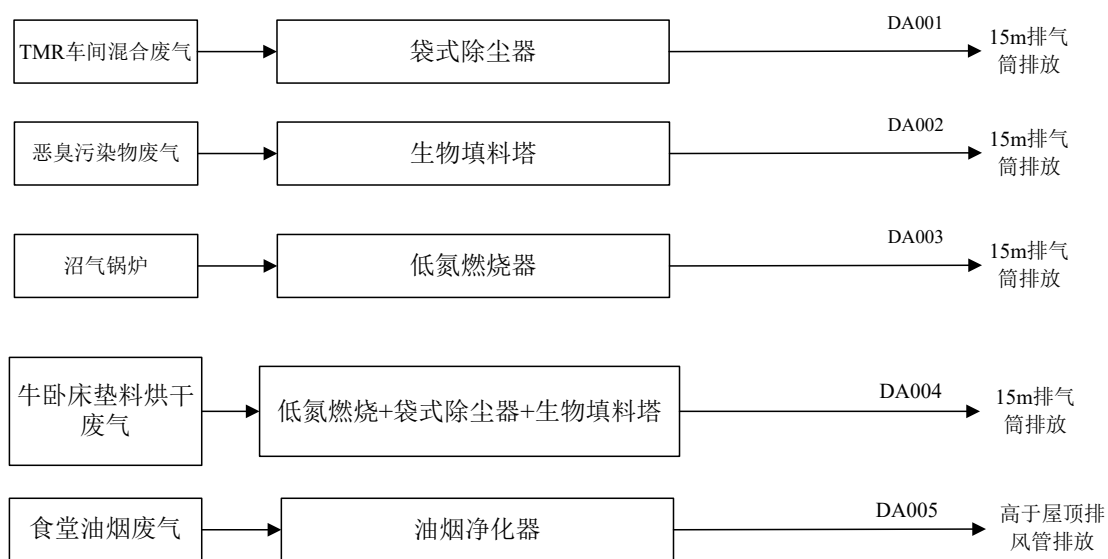 TMR车间混合废气
袋式除尘器
DA001
15m排气
筒排放
恶臭污染物废气
生物填料塔
DA002
15m排气
筒排放
沼气锅炉
低氮燃烧器
DA003
15m排气
筒排放
牛卧床垫料烘干
废气
低氮燃烧+袋式除尘器+生物填料塔
DA004
15m排气
筒排放
食堂油烟废气
油烟净化器
DA005
高于屋顶排
风管排放